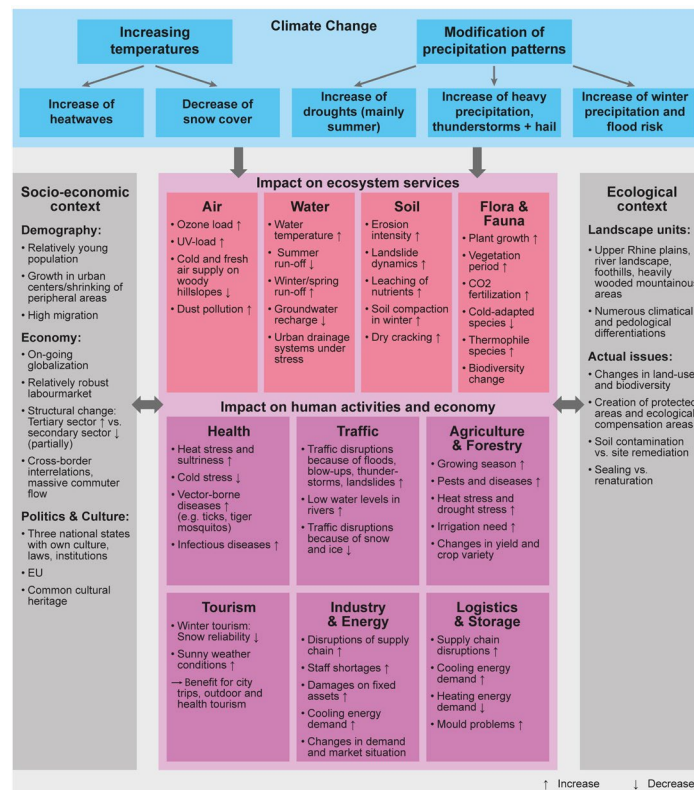 Climate Change
Increasing
temperatures
Modification of
precipitation patterns
Increase of
heatwaves
Decrease of
snow cover
Increase of
droughts (mainly
summer)
Increase of heavy
precipitation,
thunderstorms + hail
Increase of winter
precipitation and
flood risk
Socio-economic
context
Demography:
• Relatively young
population
• Growth in urban
centers/shrinking of
peripheral areas
• High migration
Economy:
• On-going
globalization
• Relatively robust
labourmarket
• Structural change:
Tertiary sector ↑ vs.
secondary sector ↓
(partially)
• Cross-border
interrelations,
massive commuter
flow
Politics & Culture:
• Three national states
with own culture,
laws, institutions
• EU
• Common cultural
heritage
Impact on ecosystem services
Air
• Ozone load ↑
• UV-load ↑
• Cold and fresh
air supply on
woody
hillslopes ↓
• Dust pollution ↑
Water
• Water
temperature ↑
• Summer
run-off ↓
• Winter/spring
run-off ↑
• Groundwater
recharge ↓
• Urban drainage
systems under
stress
Soil
• Erosion
intensity ↑
• Landslide
dynamics ↑
• Leaching of
nutrients ↑
• Soil compaction
in winter ↑
• Dry cracking ↑
Flora &
Fauna
• Plant growth ↑
• Vegetation
period ↑
• CO2
fertilization ↑
• Cold-adapted
species ↓
• Thermophile
species ↑
• Biodiversity
change
Impact on human activities and economy
Health
• Heat stress and
sultriness ↑
• Cold stress ↓
• Vector-borne
diseases ↑
(e.g. ticks, tiger
mosquitos)
• Infectious diseases ↑
Traffic
• Traffic disruptions
because of floods,
blow-ups, thunder-
storms, landslides ↑
• Low water levels in
rivers ↑
• Traffic disruptions
because of snow
and ice ↓
Agriculture
& Forestry
• Growing season ↑
• Pests and diseases ↑
• Heat stress and
drought stress ↑
• Irrigation need ↑
• Changes in yield and
crop variety
Tourism
• Winter tourism:
Snow reliability ↓
• Sunny weather
conditions ↑
→ Benefit for city
trips, outdoor and
health tourism
Industry
& Energy
• Disruptions of supply
chain ↑
• Staff shortages ↑
• Damages on fixed
assets ↑
• Cooling energy
demand ↑
• Changes in demand
and market situation
Logistics
& Storage
• Supply chain
disruptions ↑
• Cooling energy
demand ↑
• Heating energy
demand ↓
• Mould problems ↑
Ecological
context
Landscape units:
• Upper Rhine plains,
river landscape,
foothills, heavily
wooded mountainous
areas
• Numerous climatical
and pedological
differentiations
Actual issues:
• Changes in land-use
and biodiversity
• Creation of protected
areas and ecological
compensation areas
• Soil contamination
vs. site remediation
• Sealing vs.
renaturation
↑ Increase ↓ Decrease